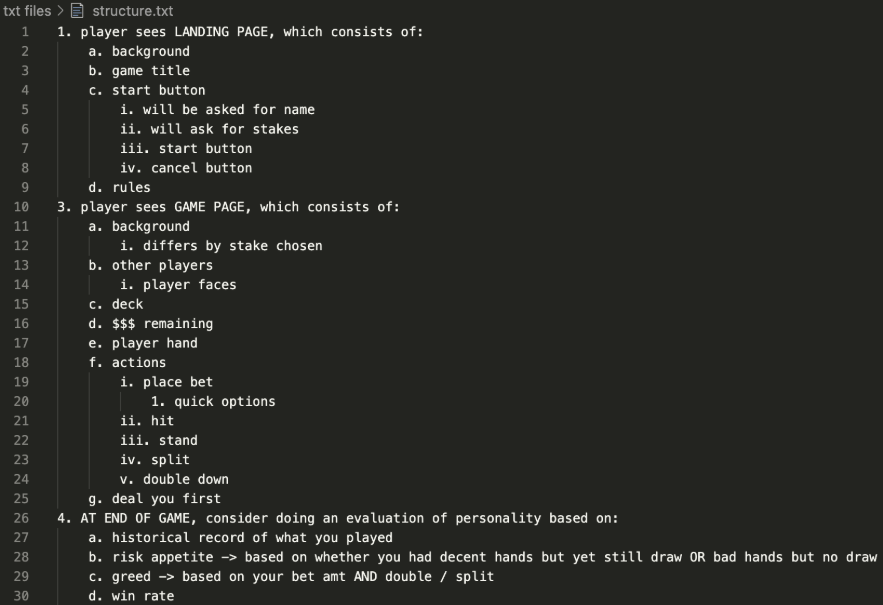 txt files > structure.txt
1 1. player sees LANDING PAGE, which consists of:
2 a. background
3 b. game title
4 c. start button
5 i. will be asked for name
6 ii. will ask for stakes
7 iii. start button
8 iv. cancel button
9 d. rules
10 3. player sees GAME PAGE, which consists of:
11 a. background
12 i. differs by stake chosen
13 b. other players
14 i. player faces
15 c. deck
16 d. $$$ remaining
17 e. player hand
18 f. actions
19 i. place bet
20 1. quick options
21 ii. hit
22 iii. stand
23 iv. split
24 v. double down
25 g. deal you first
26 4. AT END OF GAME, consider doing an evaluation of personality based on:
27 a. historical record of what you played
28 b. risk appetite -> based on whether you had decent hands but yet still draw OR bad hands but no draw
29 c. greed -> based on your bet amt AND double / split
30 d. win rate